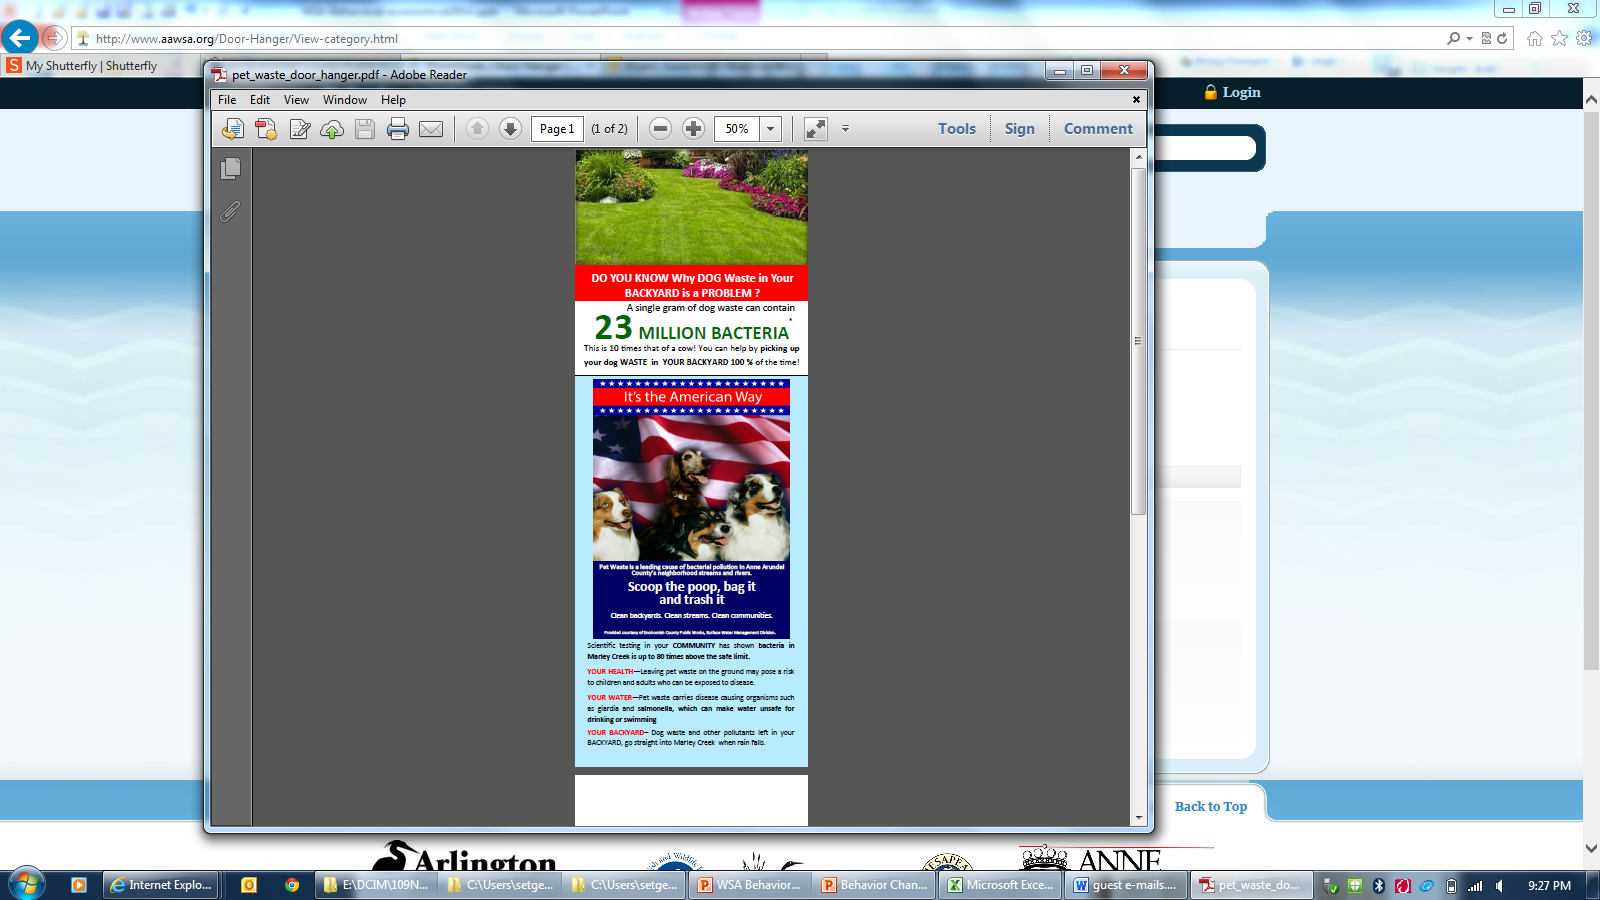 http://www.aawsa.org/Door-Hanger/View-category.html
My Shutterfly | Shutterfly
Login
pet_waste_door_hanger.pdf - Adobe Reader
File Edit View Window Help
Page 1 (1 of 2) 50% Tools Sign Comment
DO YOU KNOW Why DOG Waste in Your
BACKYARD is a PROBLEM ?
A single gram of dog waste can contain
23 MILLION BACTERIA*
This is 10 times that of a cow! You can help by picking up
your dog WASTE in YOUR BACKYARD 100 % of the time!
It's the American Way
Pet Waste is a leading cause of bacterial pollution in Anne Arundel
County's neighborhood streams and rivers.
Scoop the poop, bag it
and trash it
Clean backyards. Clean streams. Clean communities.
Provided courtesy of Snohomish County Public Works, Surface Water Management Division.
Scientific testing in your COMMUNITY has shown bacteria in
Marley Creek is up to 80 times above the safe limit.
YOUR HEALTH—Leaving pet waste on the ground may pose a risk
to children and adults who can be exposed to disease.
YOUR WATER—Pet waste carries disease causing organisms such
as giardia and salmonella, which can make water unsafe for
drinking or swimming
YOUR BACKYARD– Dog waste and other pollutants left in your
BACKYARD, go straight into Marley Creek when rain falls.
Back to Top
Arlington
ANNE
Internet Explo...
E:\DCIM\109N...
C:\Users\setge...
C:\Users\setge...
WSA Behavior...
Behavior Chan...
Microsoft Exce...
guest e-mails....
pet_waste_do...
9:27 PM